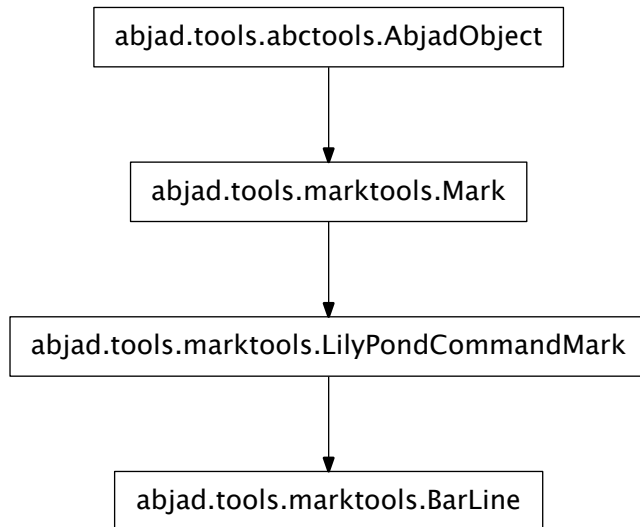 abjad.tools.abctools.AbjadObject
abjad.tools.marktools.Mark
abjad.tools.marktools.LilyPondCommandMark
abjad.tools.marktools.BarLine